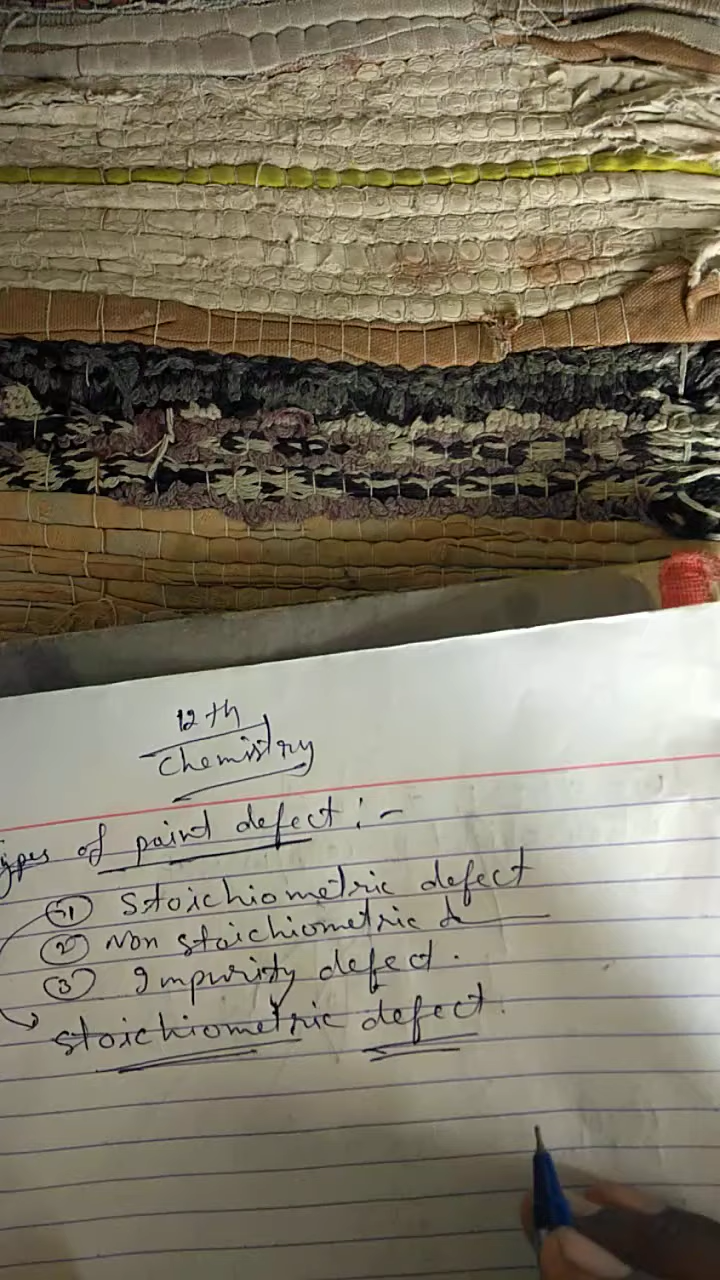 12th
Chemistry
ypes of point defect :-
(1) Stoichiometric defect
(2) Non stoichiometric d
(3) Impurity defect.
Stoichiometric defect.